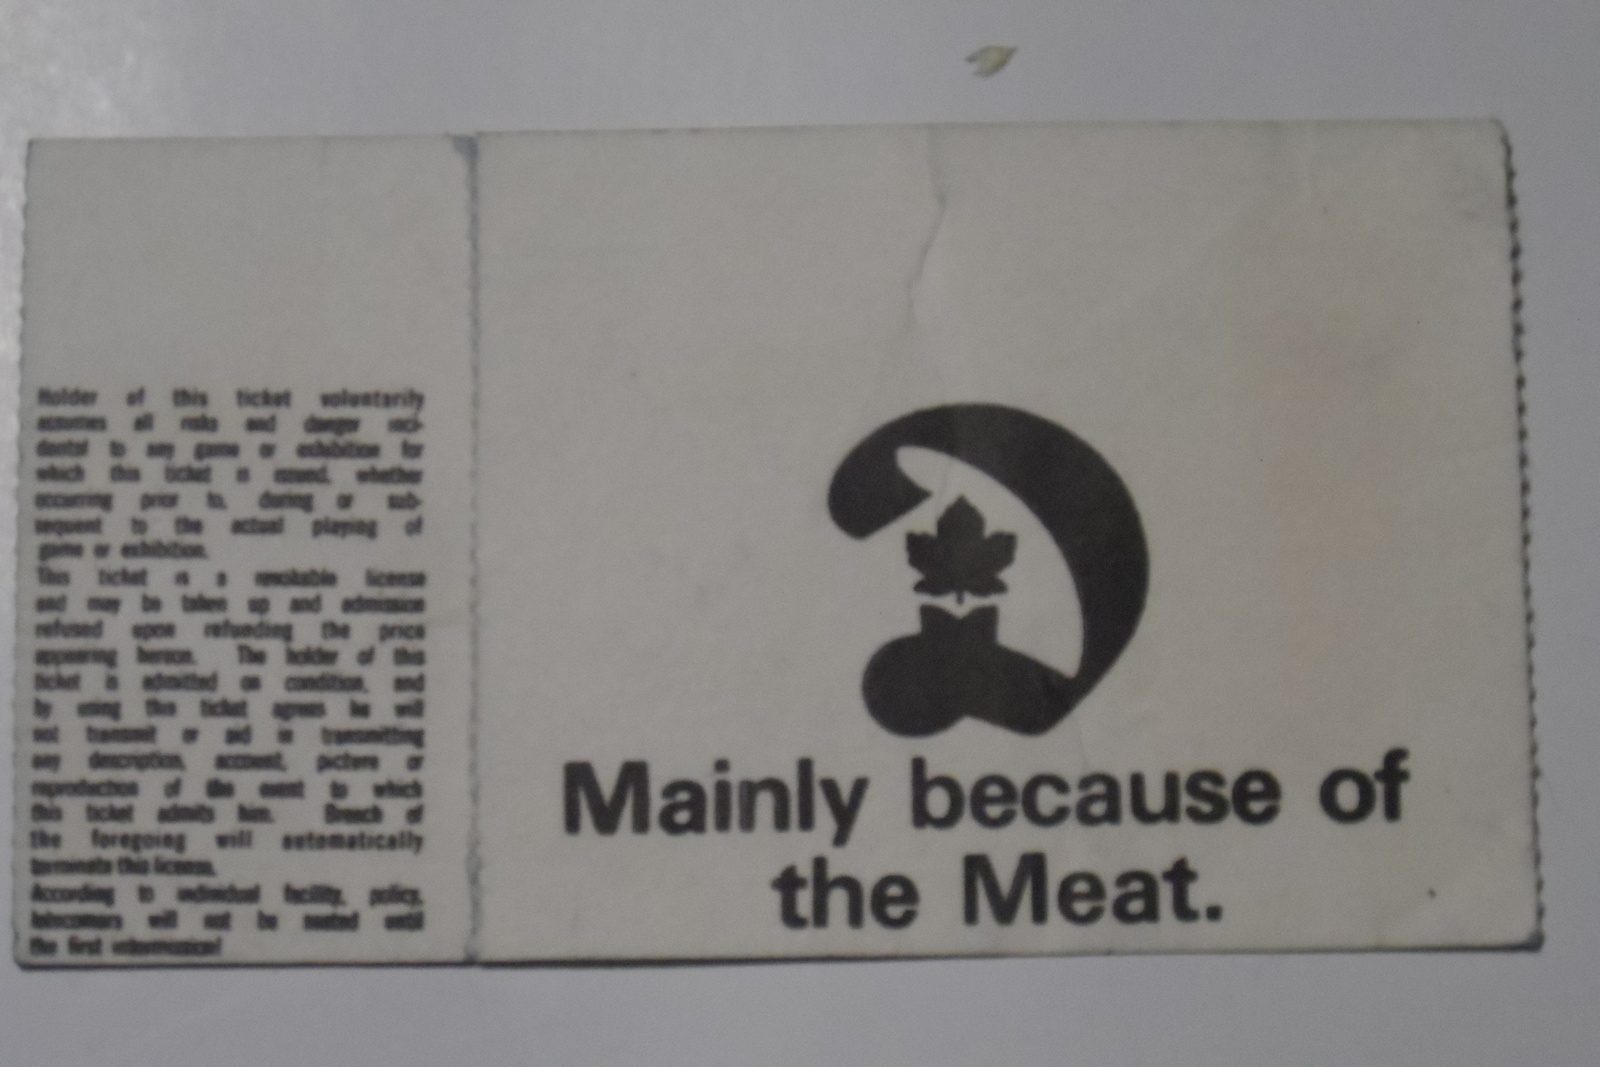 Holder of this ticket voluntarily
assumes all risks and danger inci-
dental to any game or exhibition for
which this ticket is issued, whether
occurring prior to, during or sub-
sequent to the actual playing of
game or exhibition.
This ticket is a revokable license
and may be taken up and admission
refused upon refunding the price
appearing hereon. The holder of this
ticket is admitted on condition, and
by using this ticket agrees he will
not transmit or aid in transmitting
any description, account, picture or
reproduction of the event to which
this ticket admits him. Breach of
the foregoing will automatically
terminate this license.
According to individual facility, policy,
latecomers will not be seated until
the first intermission!
Mainly because of
the Meat.